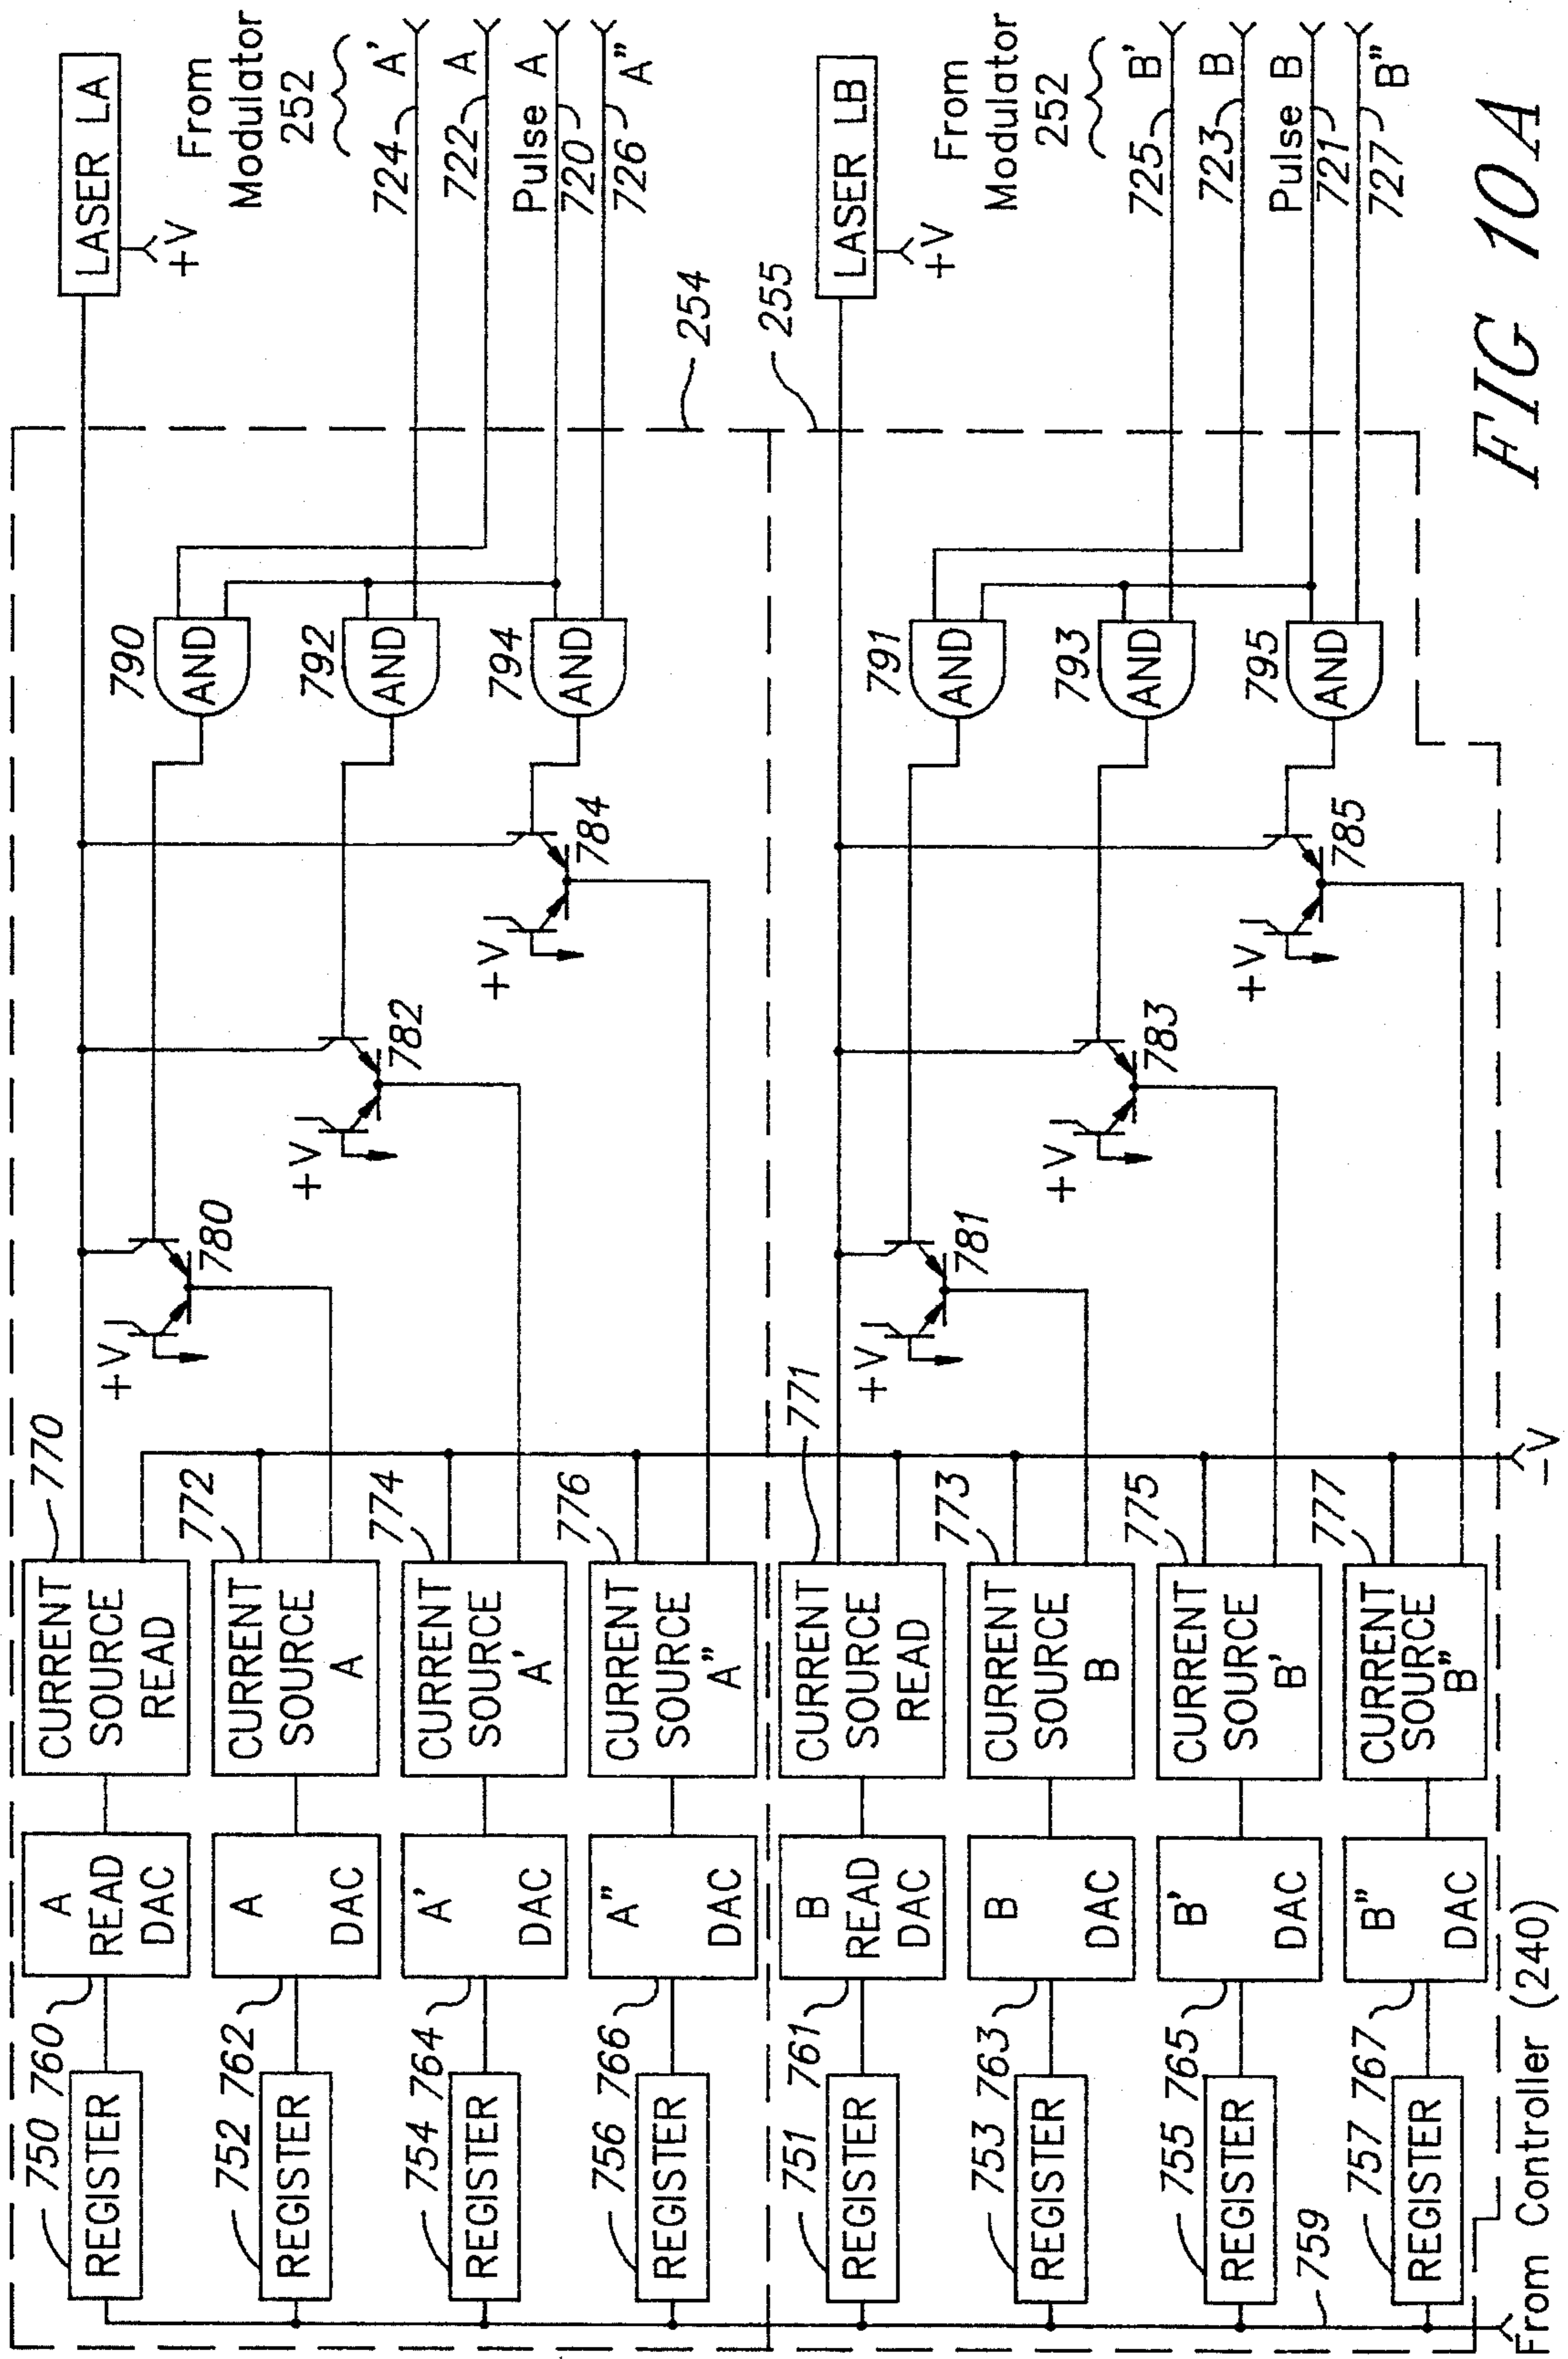 750
REGISTER
760
A
READ
DAC
CURRENT
SOURCE
READ
770
LASER LA
+V
752
REGISTER
762
A
DAC
CURRENT
SOURCE
A
772
+V
780
790
AND
754
REGISTER
764
A'
DAC
CURRENT
SOURCE
A'
774
+V
782
792
AND
756
REGISTER
766
A"
DAC
CURRENT
SOURCE
A"
776
+V
784
794
AND
From
Modulator
252
724
A'
722
A
Pulse A
720
726
A"
254
255
751
REGISTER
761
B
READ
DAC
CURRENT
SOURCE
READ
771
LASER LB
+V
753
REGISTER
763
B
DAC
CURRENT
SOURCE
B
773
+V
781
791
AND
755
REGISTER
765
B'
DAC
CURRENT
SOURCE
B'
775
+V
783
793
AND
757
REGISTER
767
B"
DAC
CURRENT
SOURCE
B"
777
+V
785
795
AND
From
Modulator
252
725
B'
723
B
Pulse B
721
727
B"
759
From Controller (240)
-V
FIG 10A